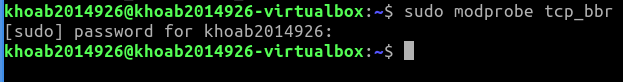 khoab2014926@khoab2014926-virtualbox:~$ sudo modprobe tcp_bbr
[sudo] password for khoab2014926:
khoab2014926@khoab2014926-virtualbox:~$